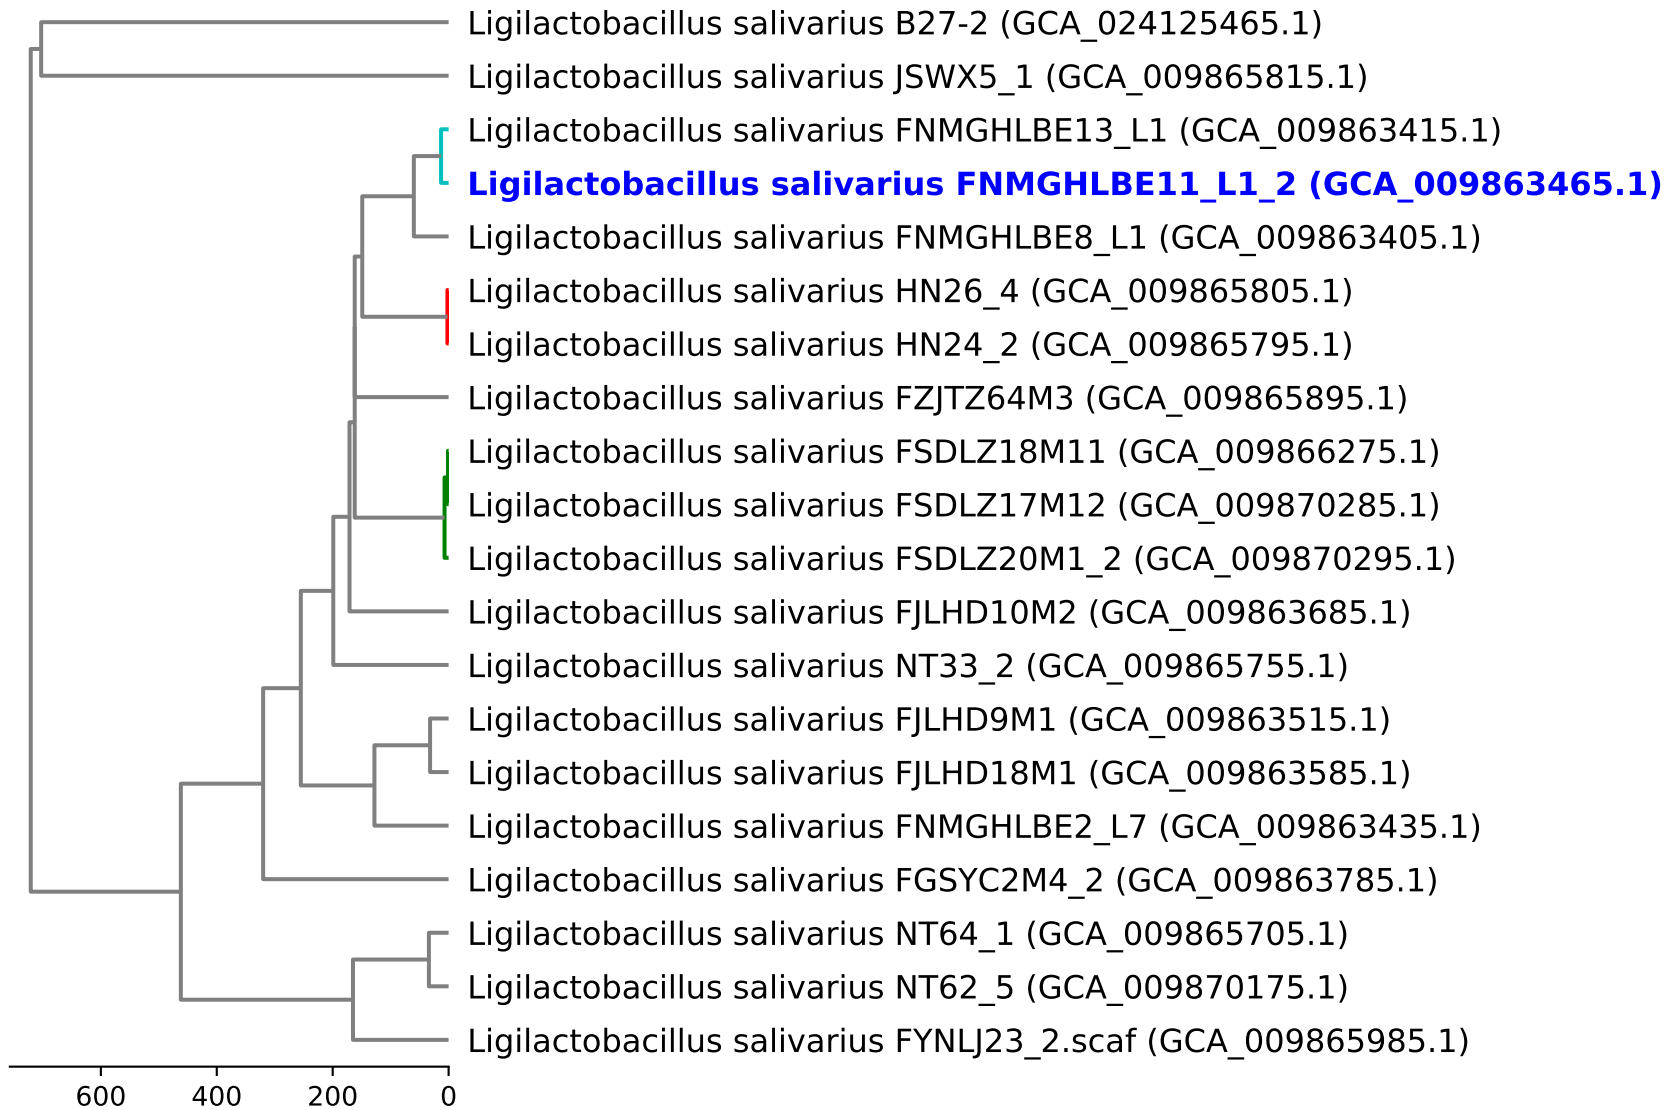 Ligilactobacillus salivarius B27-2 (GCA_024125465.1)
Ligilactobacillus salivarius JSWX5_1 (GCA_009865815.1)
Ligilactobacillus salivarius FNMGHLBE13_L1 (GCA_009863415.1)
Ligilactobacillus salivarius FNMGHLBE11_L1_2 (GCA_009863465.1)
Ligilactobacillus salivarius FNMGHLBE8_L1 (GCA_009863405.1)
Ligilactobacillus salivarius HN26_4 (GCA_009865805.1)
Ligilactobacillus salivarius HN24_2 (GCA_009865795.1)
Ligilactobacillus salivarius FZJTZ64M3 (GCA_009865895.1)
Ligilactobacillus salivarius FSDLZ18M11 (GCA_009866275.1)
Ligilactobacillus salivarius FSDLZ17M12 (GCA_009870285.1)
Ligilactobacillus salivarius FSDLZ20M1_2 (GCA_009870295.1)
Ligilactobacillus salivarius FJLHD10M2 (GCA_009863685.1)
Ligilactobacillus salivarius NT33_2 (GCA_009865755.1)
Ligilactobacillus salivarius FJLHD9M1 (GCA_009863515.1)
Ligilactobacillus salivarius FJLHD18M1 (GCA_009863585.1)
Ligilactobacillus salivarius FNMGHLBE2_L7 (GCA_009863435.1)
Ligilactobacillus salivarius FGSYC2M4_2 (GCA_009863785.1)
Ligilactobacillus salivarius NT64_1 (GCA_009865705.1)
Ligilactobacillus salivarius NT62_5 (GCA_009870175.1)
Ligilactobacillus salivarius FYNLJ23_2.scaf (GCA_009865985.1)
600 400 200 0